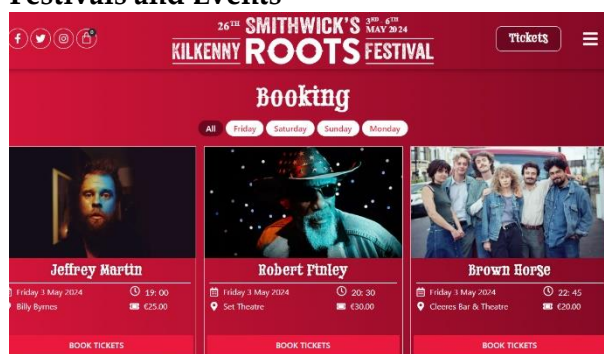 Festivals and Events
0
26TH SMITHWICK'S 3RD - 6TH MAY 2024
KILKENNY ROOTS FESTIVAL
Tickets
Booking
All Friday Saturday Sunday Monday
Jeffrey Martin
Friday 3 May 2024 19: 00
Billy Byrnes €25.00
BOOK TICKETS
Robert Finley
Friday 3 May 2024 20: 30
Set Theatre €30.00
BOOK TICKETS
Brown Horse
Friday 3 May 2024 22: 45
Cleeres Bar & Theatre €20.00
BOOK TICKETS